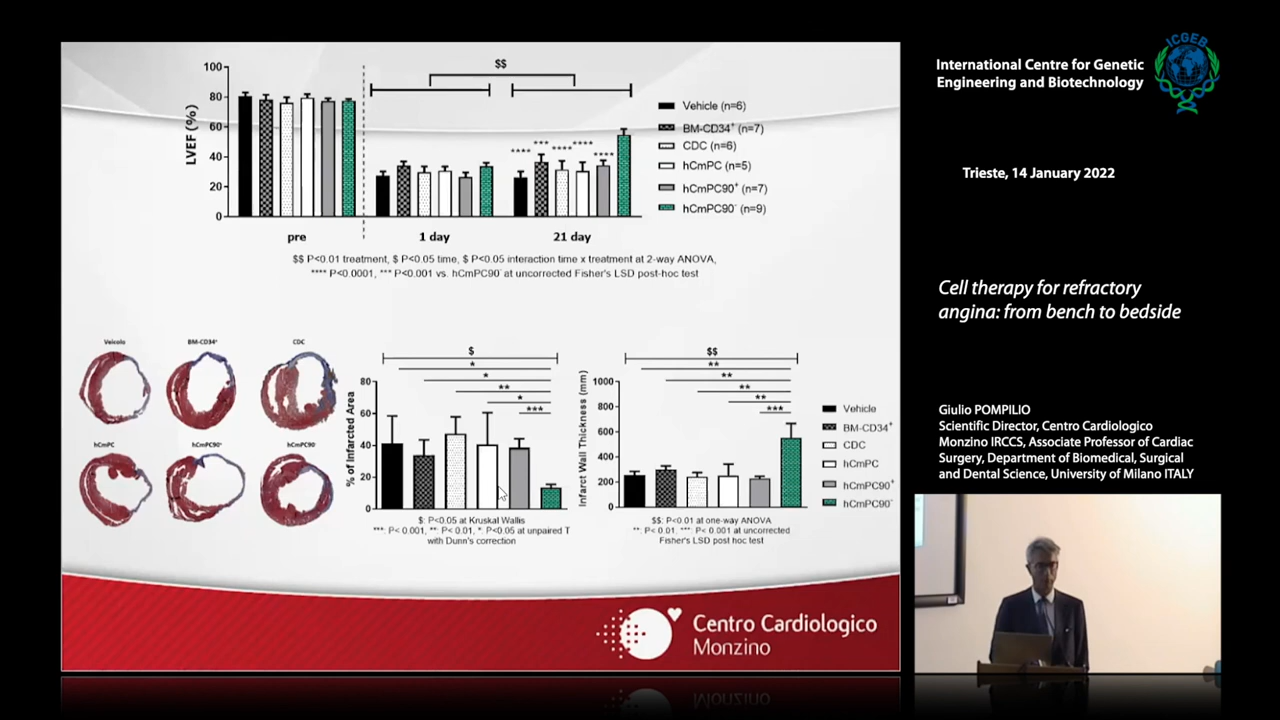 $$
100
80
60
40
20
0
LVEF (%)
**** *** **** **** ****
pre
1 day
21 day
Vehicle (n=6)
BM-CD34+ (n=7)
CDC (n=6)
hCmPC (n=5)
hCmPC90+ (n=7)
hCmPC90- (n=9)
$$ P<0.01 treatment, $ P<0.05 time, $ P<0.05 interaction time x treatment at 2-way ANOVA,
**** P<0.0001, *** P<0.001 vs. hCmPC90- at uncorrected Fisher's LSD post-hoc test
Veicolo
BM-CD34+
CDC
hCmPC
hCmPC90+
hCmPC90-
$
*
*
**
*
***
80
60
40
20
0
% of Infarcted Area
$: P<0.05 at Kruskal Wallis
***: P< 0.001, **: P< 0.01, *: P<0.05 at unpaired T
with Dunn's correction
$$
**
**
**
**
***
1000
800
600
400
200
0
Infarct Wall Thickness (mm)
Vehicle
BM-CD34+
CDC
hCmPC
hCmPC90+
hCmPC90-
$$: P<0.01 at one-way ANOVA
**: P< 0.01, ***: P< 0.001 at uncorrected
Fisher's LSD post hoc test
Centro Cardiologico
Monzino
International Centre for Genetic
Engineering and Biotechnology
ICGEB
Trieste, 14 January 2022
Cell therapy for refractory
angina: from bench to bedside
Giulio POMPILIO
Scientific Director, Centro Cardiologico
Monzino IRCCS, Associate Professor of Cardiac
Surgery, Department of Biomedical, Surgical
and Dental Science, University of Milano ITALY